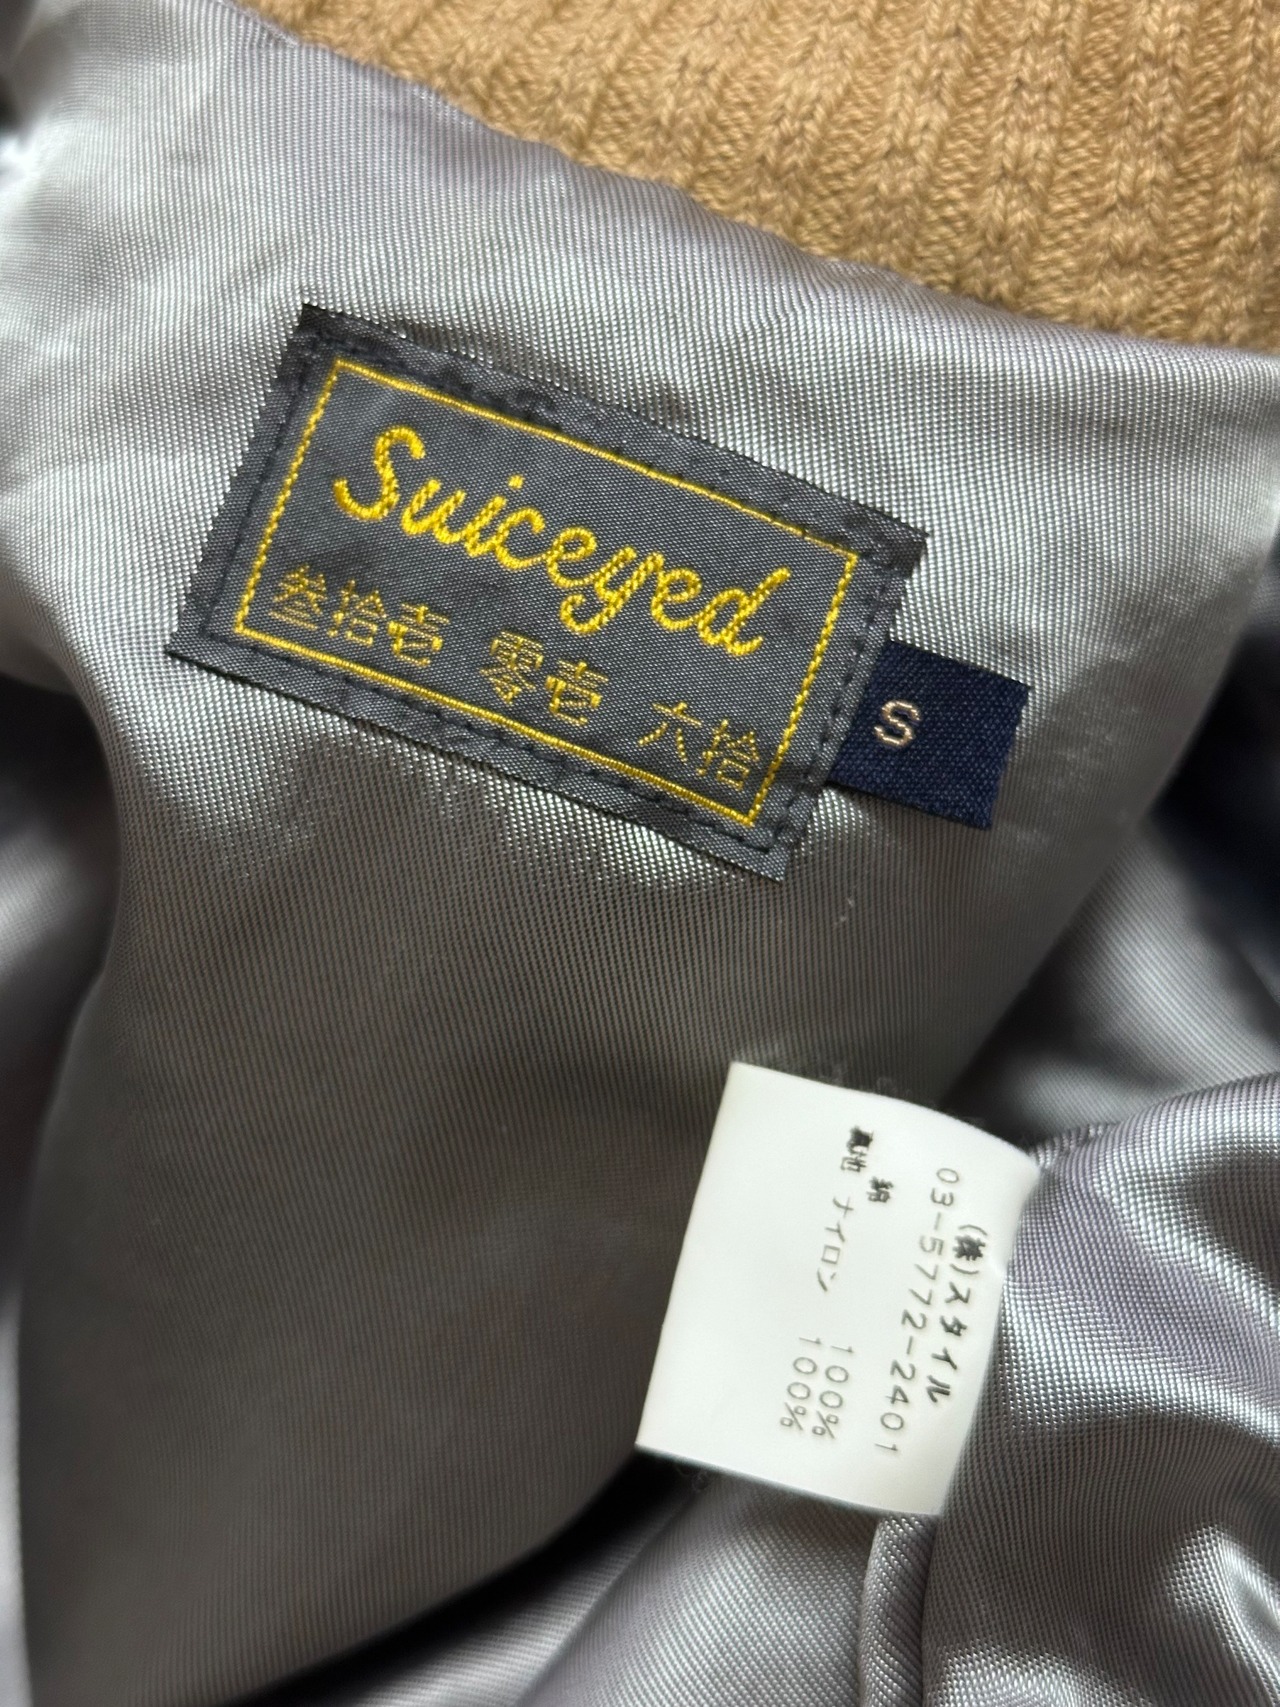 Suiceyed
叁拾壱 零壱 六拾
S
(株)スタイル
03-5772-2401
綿 100%
裏地 ナイロン 100%